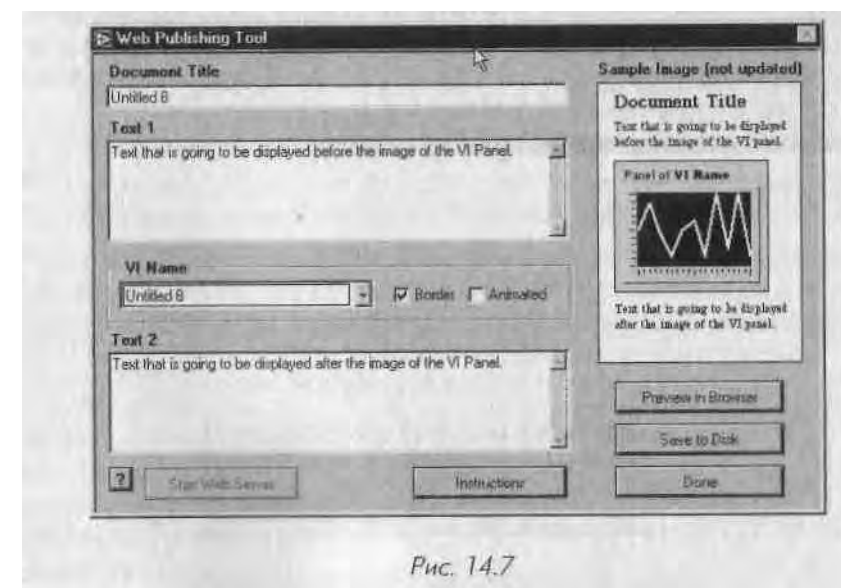 Web Publishing Tool
Document Title
Untitled 8
Text 1
Text that is going to be displayed before the image of the VI Panel.
VI Name
Untitled 8
Border
Animated
Text 2
Text that is going to be displayed after the image of the VI Panel.
?
Start Web Server
Instructions
Sample Image (not updated)
Document Title
Text that is going to be displayed
before the image of the VI panel.
Panel of VI Name
Text that is going to be displayed
after the image of the VI panel.
Preview in Browser
Save to Disk
Done
Рис. 14.7